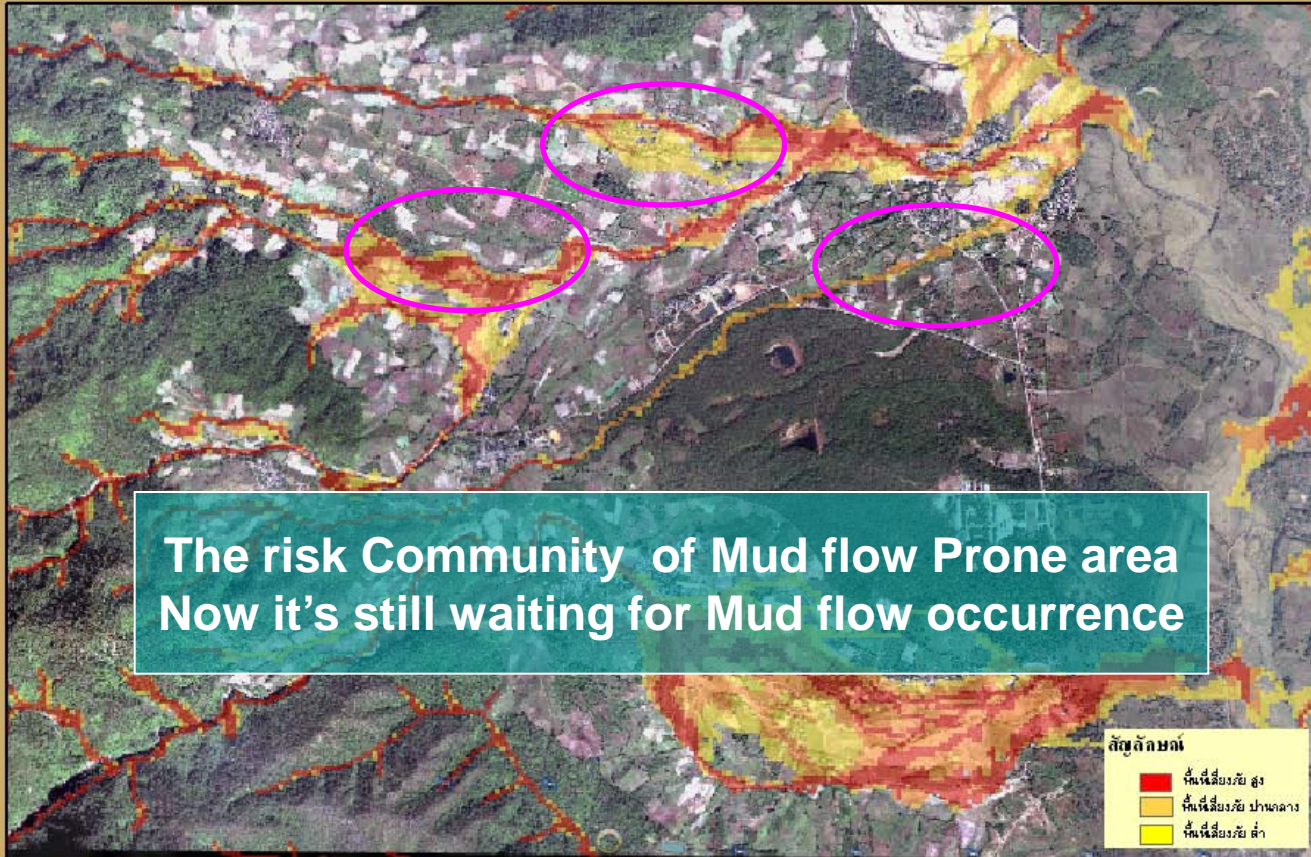 The risk Community of Mud flow Prone area
Now it's still waiting for Mud flow occurrence
สัญลักษณ์
พื้นที่เสี่ยงภัย สูง
พื้นที่เสี่ยงภัย ปานกลาง
พื้นที่เสี่ยงภัย ต่ำ